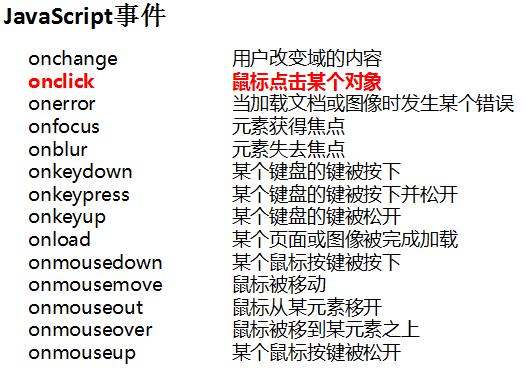 JavaScript事件
onchange 用户改变域的内容
onclick 鼠标点击某个对象
onerror 当加载文档或图像时发生某个错误
onfocus 元素获得焦点
onblur 元素失去焦点
onkeydown 某个键盘的键被按下
onkeypress 某个键盘的键被按下并松开
onkeyup 某个键盘的键被松开
onload 某个页面或图像被完成加载
onmousedown 某个鼠标按键被按下
onmousemove 鼠标被移动
onmouseout 鼠标从某元素移开
onmouseover 鼠标被移到某元素之上
onmouseup 某个鼠标按键被松开